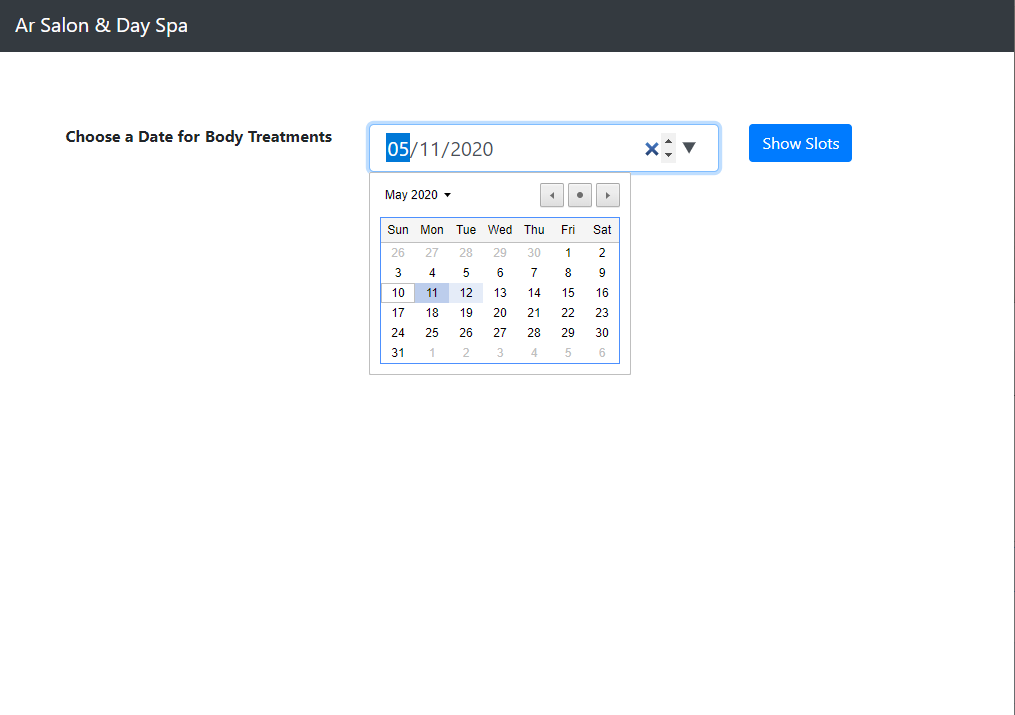 Ar Salon & Day Spa
Choose a Date for Body Treatments
05/11/2020
Show Slots
May 2020
Sun Mon Tue Wed Thu Fri Sat
26 27 28 29 30 1 2
3 4 5 6 7 8 9
10 11 12 13 14 15 16
17 18 19 20 21 22 23
24 25 26 27 28 29 30
31 1 2 3 4 5 6